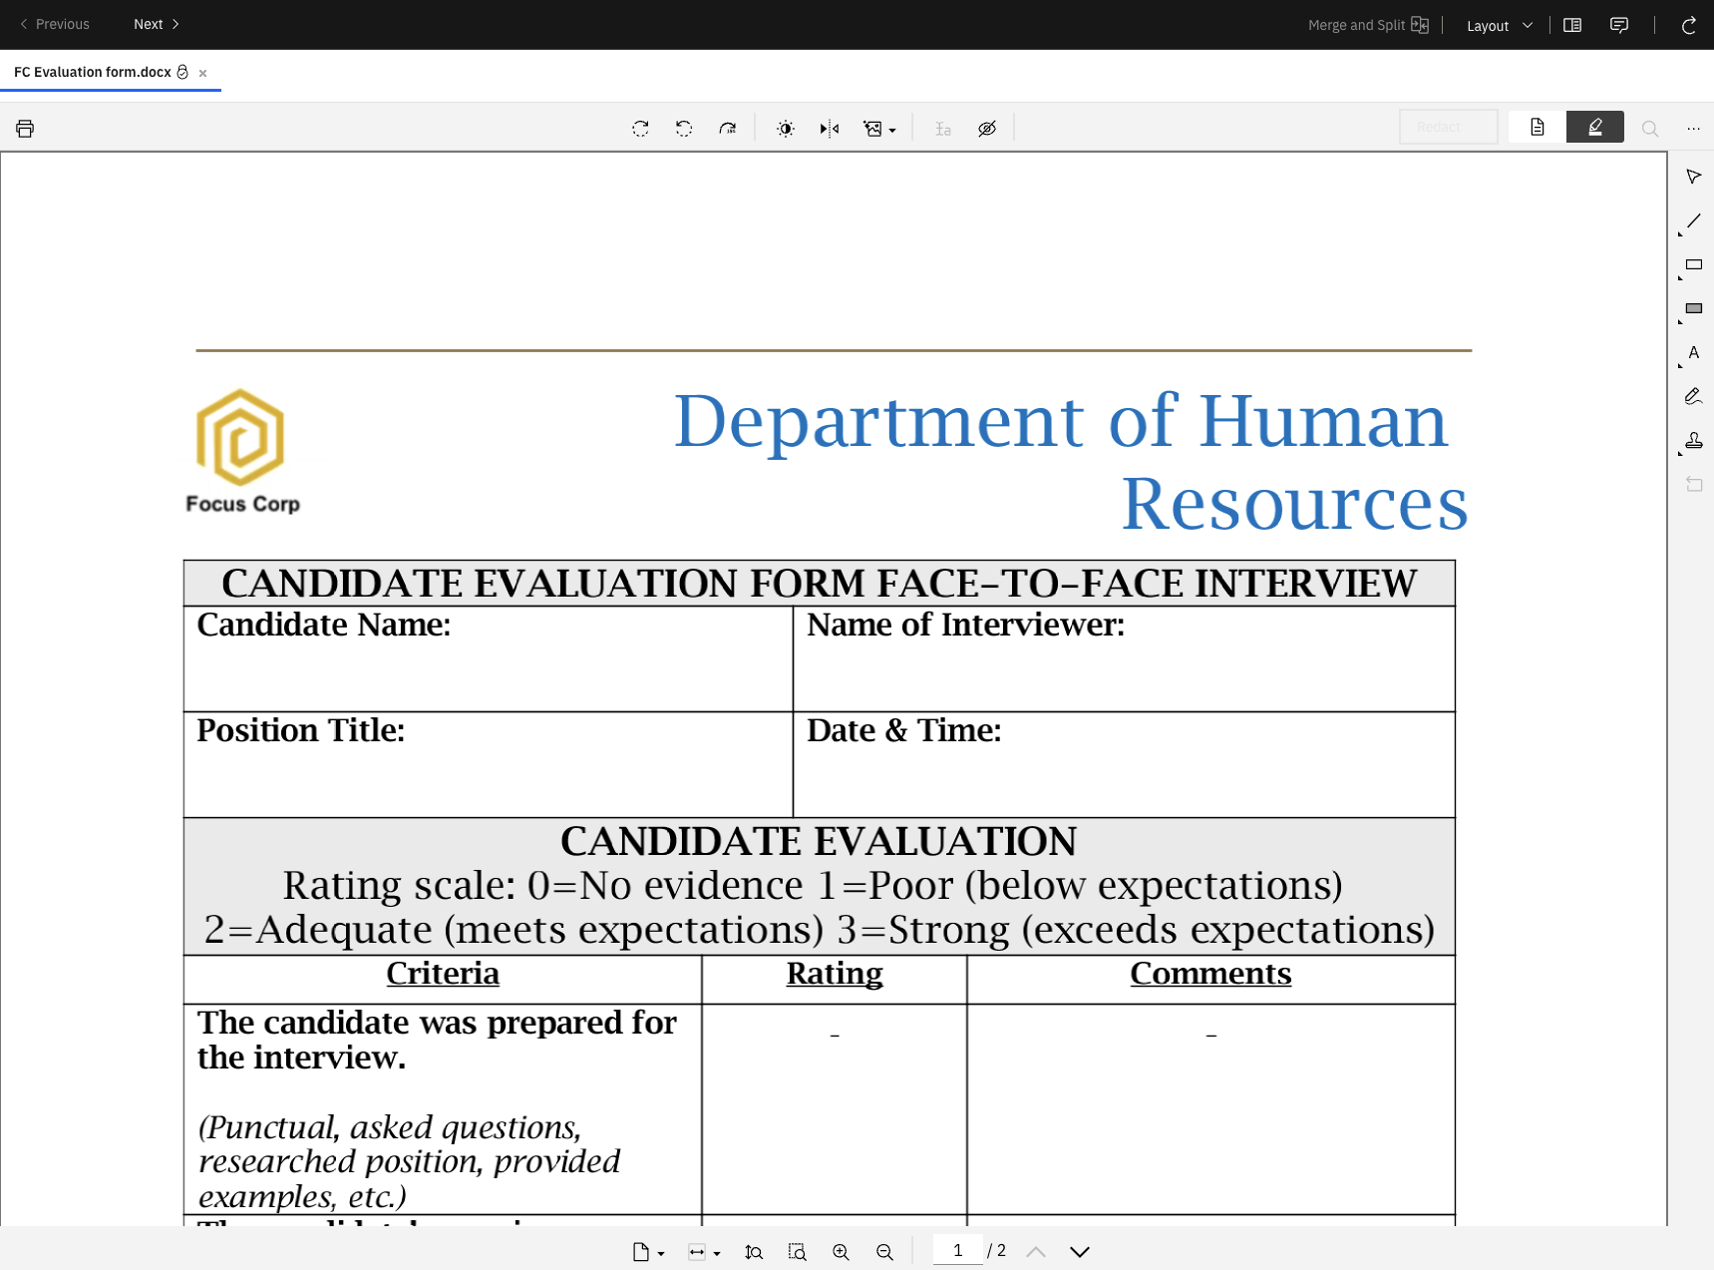 Previous
Next
Merge and Split
Layout
FC Evaluation form.docx
Redact
Focus Corp
Department of Human
Resources
CANDIDATE EVALUATION FORM FACE-TO-FACE INTERVIEW
Candidate Name:
Name of Interviewer:
Position Title:
Date & Time:
CANDIDATE EVALUATION
Rating scale: 0=No evidence 1=Poor (below expectations)
2=Adequate (meets expectations) 3=Strong (exceeds expectations)
Criteria
Rating
Comments
The candidate was prepared for
the interview.
-
-
(Punctual, asked questions,
researched position, provided
examples, etc.)
A
1 / 2